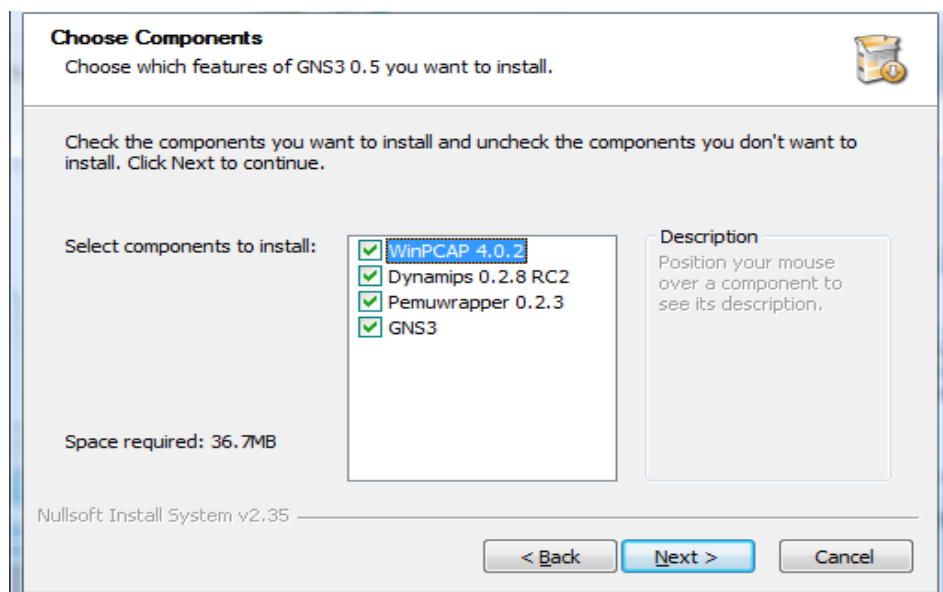 Choose Components
Choose which features of GNS3 0.5 you want to install.
Check the components you want to install and uncheck the components you don't want to
install. Click Next to continue.
Select components to install:
WinPCAP 4.0.2
Dynamips 0.2.8 RC2
Pemuwrapper 0.2.3
GNS3
Description
Position your mouse
over a component to
see its description.
Space required: 36.7MB
Nullsoft Install System v2.35
< Back
Next >
Cancel